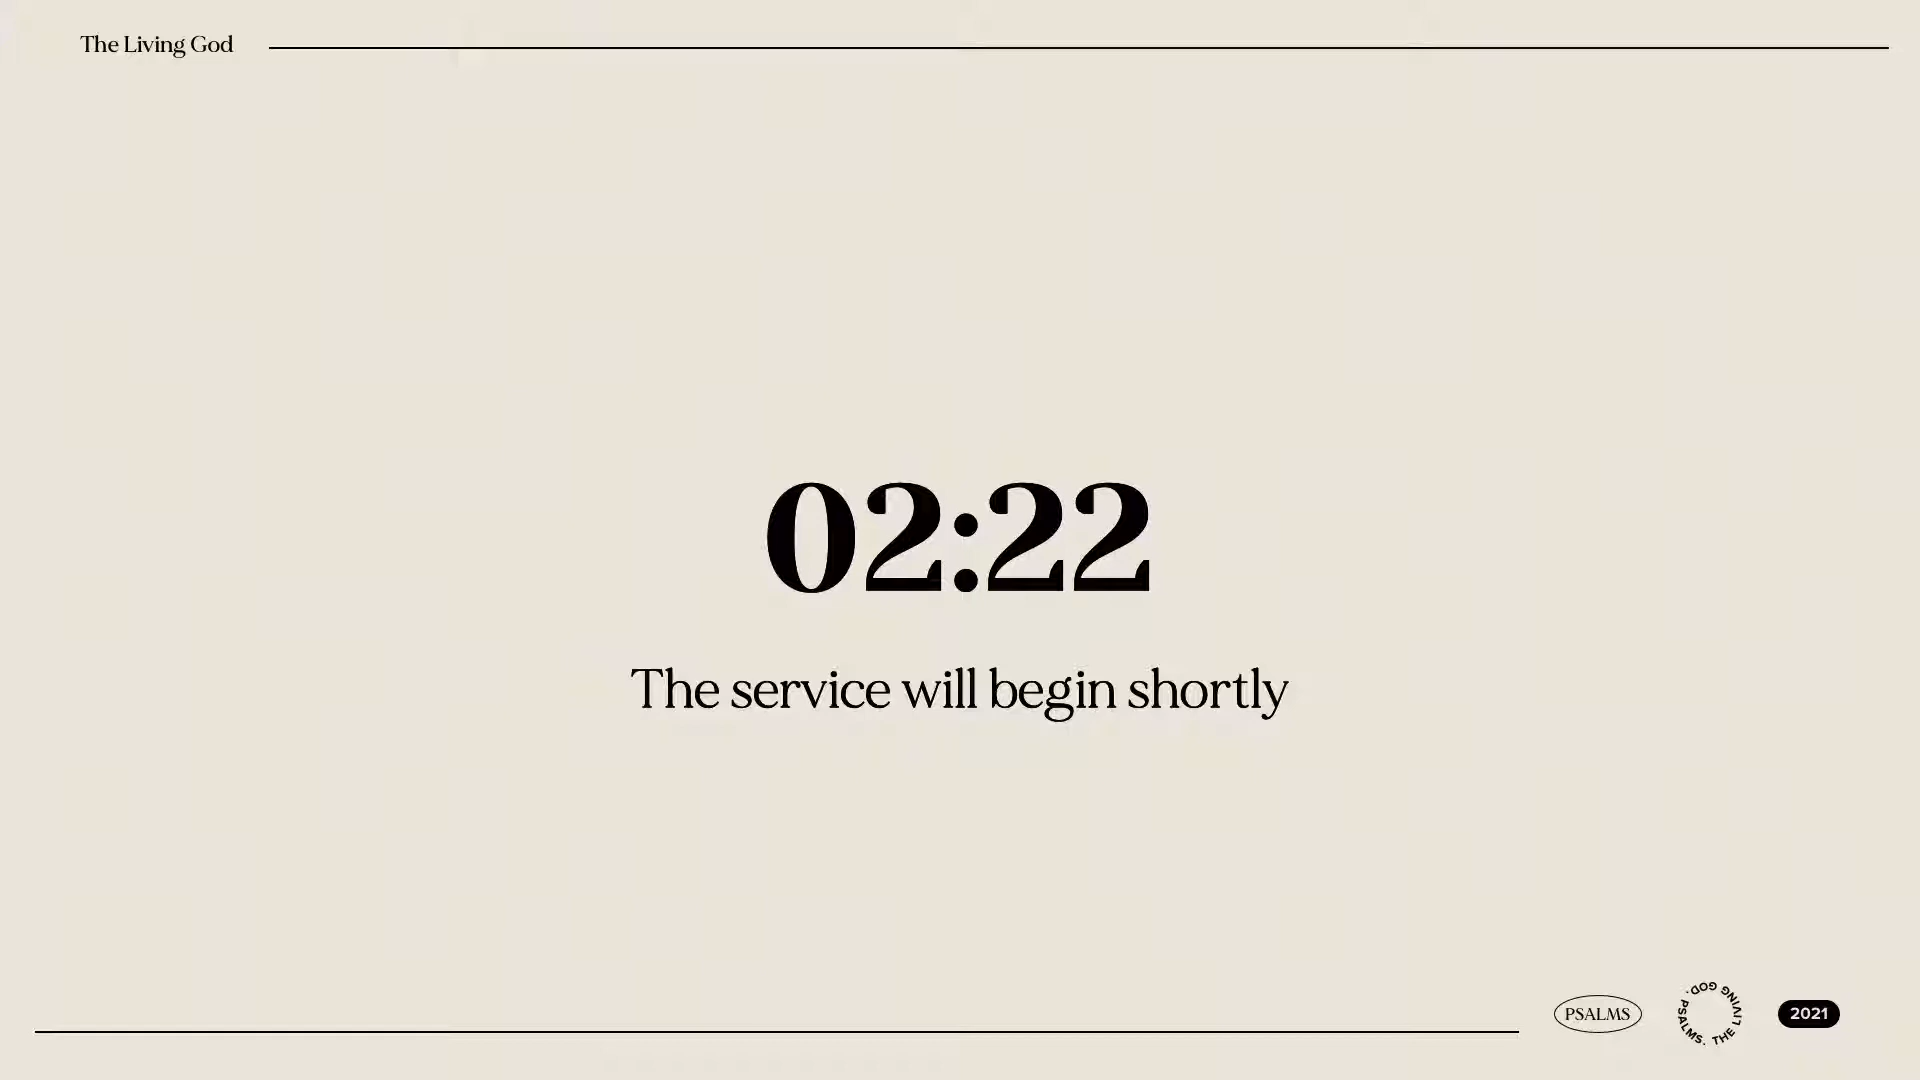 The Living God
02:22
The service will begin shortly
PSALMS
PSALMS. THE LIVING GOD.
2021